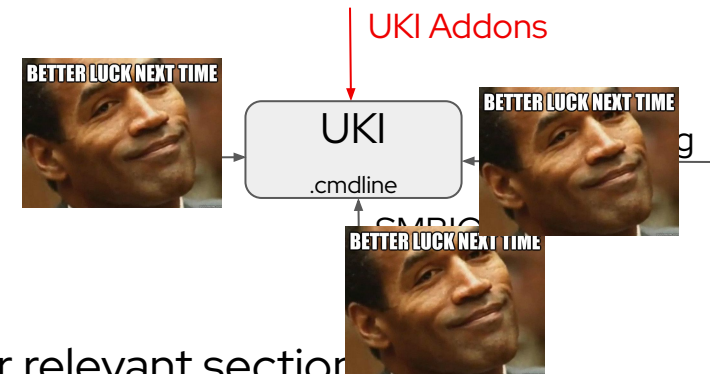 UKI Addons
BETTER LUCK NEXT TIME
BETTER LUCK NEXT TIME
UKI
g
.cmdline
BETTER LUCK NEXT TIME
r relevant section